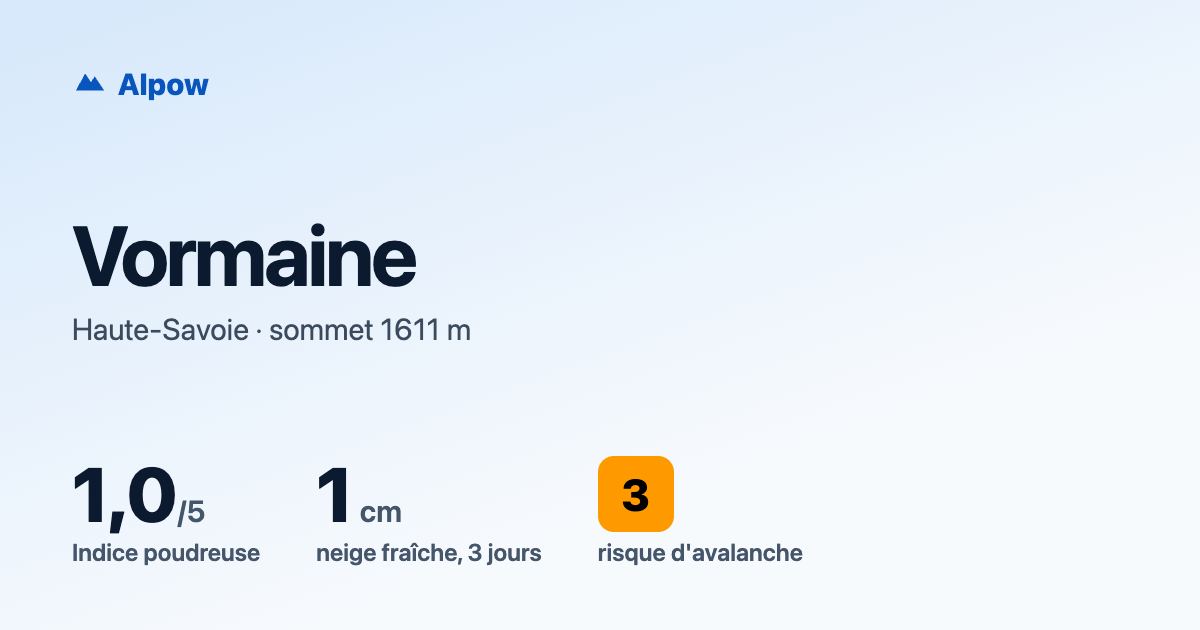 Alpow
Vormaine
Haute-Savoie · sommet 1611 m
1,0/5
Indice poudreuse
1 cm
neige fraîche, 3 jours
3
risque d'avalanche